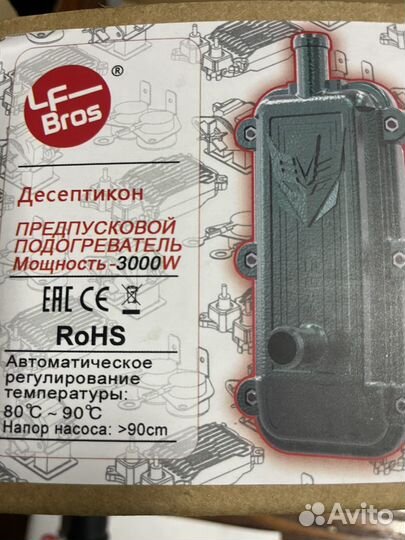 LF
Bros
®
Десептикон
ПРЕДПУСКОВОЙ
ПОДОГРЕВАТЕЛЬ
Мощность-3000W
EAC CE
RoHS
Автоматическое
регулирование
температуры:
80℃ ~ 90℃
Напор насоса: >90cm
Avito